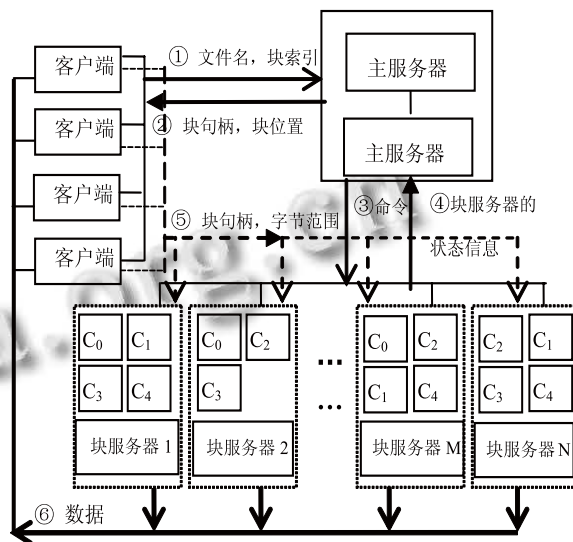 ① 文件名，块索引
客户端
主服务器
② 块句柄，块位置
客户端
主服务器
客户端
③命令
④块服务器的
⑤ 块句柄，字节范围
客户端
状态信息
C0 C1
C0 C2
C0 C2
C2 C1
...
C3 C4
C3
C1 C4
C3 C4
...
块服务器 1
块服务器 2
块服务器 M
块服务器 N
⑥ 数据